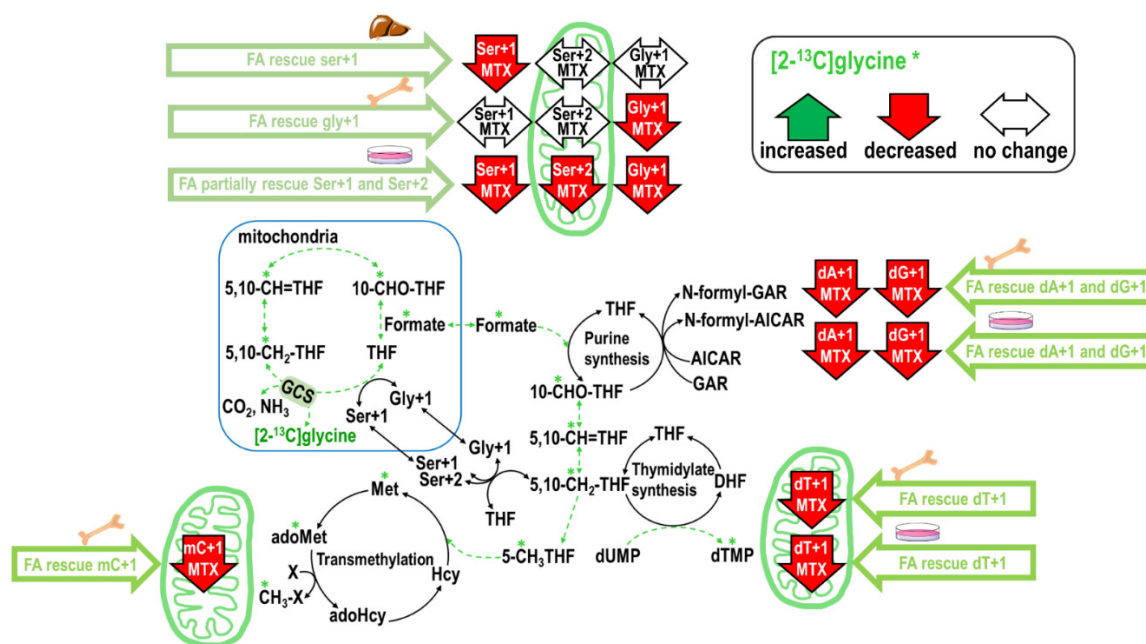 FA rescue ser+1
Ser+1
MTX
Ser+2
MTX
Gly+1
MTX
[2-¹³C]glycine *
increased
decreased
no change
FA rescue gly+1
Ser+1
MTX
Ser+2
MTX
Gly+1
MTX
FA partially rescue Ser+1 and Ser+2
Ser+1
MTX
Ser+2
MTX
Gly+1
MTX
mitochondria
*
5,10-CH=THF
*
10-CHO-THF
*
Formate
*
Formate
*
5,10-CH₂-THF
THF
GCS
CO₂, NH₃
[2-¹³C]glycine
Ser+1
Gly+1
THF
Purine
synthesis
N-formyl-GAR
N-formyl-AICAR
AICAR
GAR
*
10-CHO-THF
*
5,10-CH=THF
*
5,10-CH₂-THF
dA+1
MTX
dG+1
MTX
FA rescue dA+1 and dG+1
dA+1
MTX
dG+1
MTX
FA rescue dA+1 and dG+1
Gly+1
Ser+1
Ser+2
THF
THF
Thymidylate
synthesis
DHF
dUMP
*
dTMP
*
5-CH₃THF
*
Met
*
adoMet
Transmethylation
Hcy
X
*
CH₃-X
adoHcy
FA rescue mC+1
mC+1
MTX
dT+1
MTX
FA rescue dT+1
dT+1
MTX
FA rescue dT+1